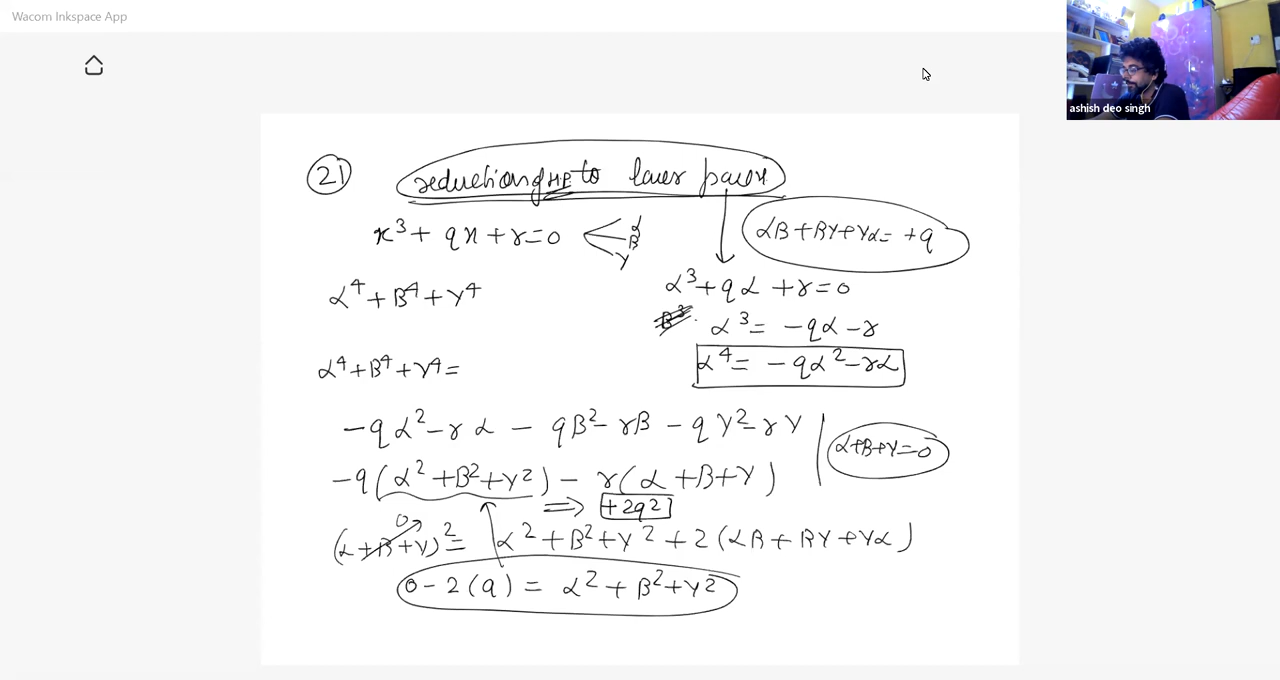 Wacom Inkspace App
ashish deo singh
21 reduction of HP to lower power
x³ + qx + r = 0 α β γ
αβ + βγ + γα = +q
α⁴ + β⁴ + γ⁴
α³ + qα + r = 0
α³ = -qα - r
α⁴ + β⁴ + γ⁴ =
α⁴ = -qα² - rα
-qα² - rα - qβ² - rβ - qγ² - rγ
α + β + γ = 0
-q(α² + β² + γ²) - r(α + β + γ)
⇒ +2q²
(α + β + γ)² = α² + β² + γ² + 2(αβ + βγ + γα)
0
0 - 2(q) = α² + β² + γ²